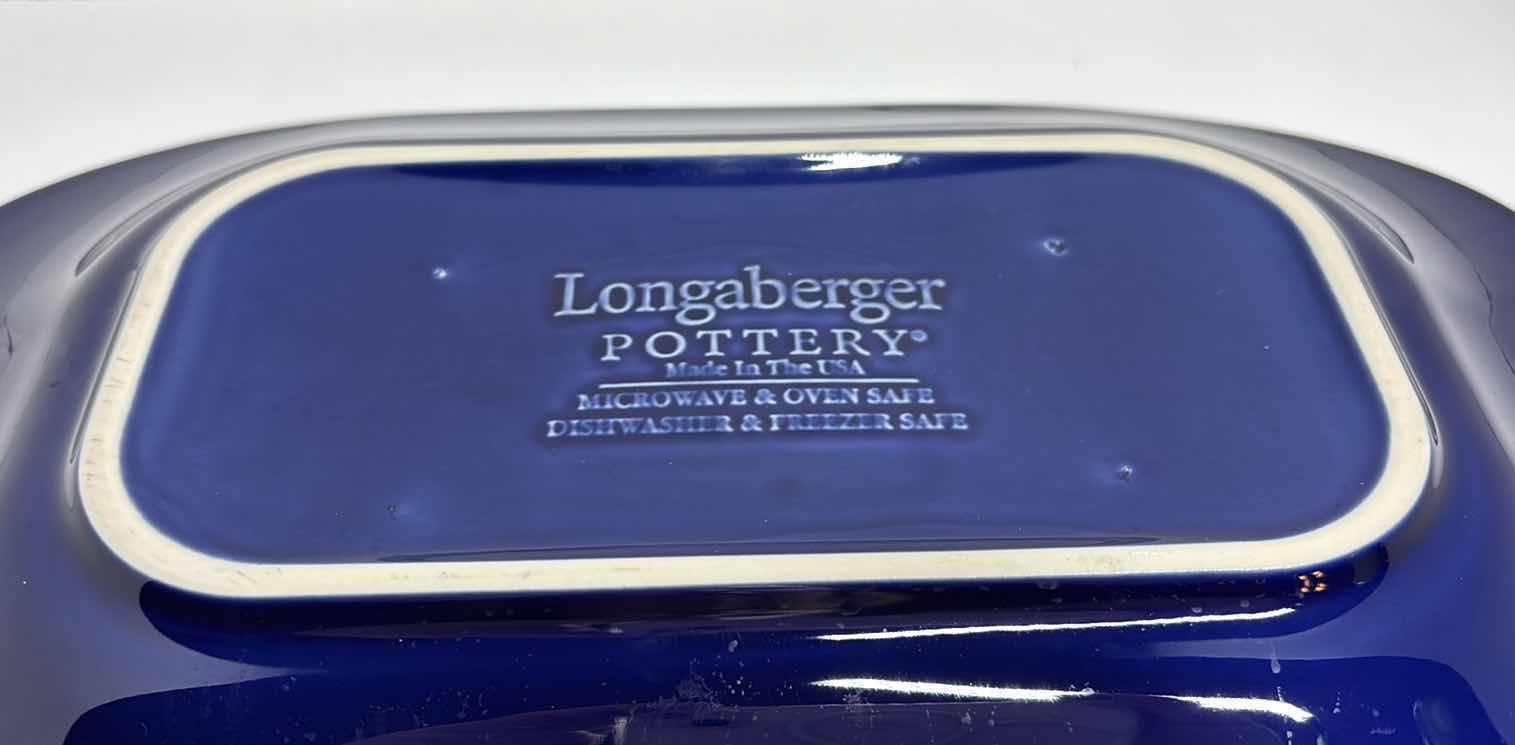 Longaberger
POTTERY®
Made In The USA
MICROWAVE & OVEN SAFE
DISHWASHER & FREEZER SAFE